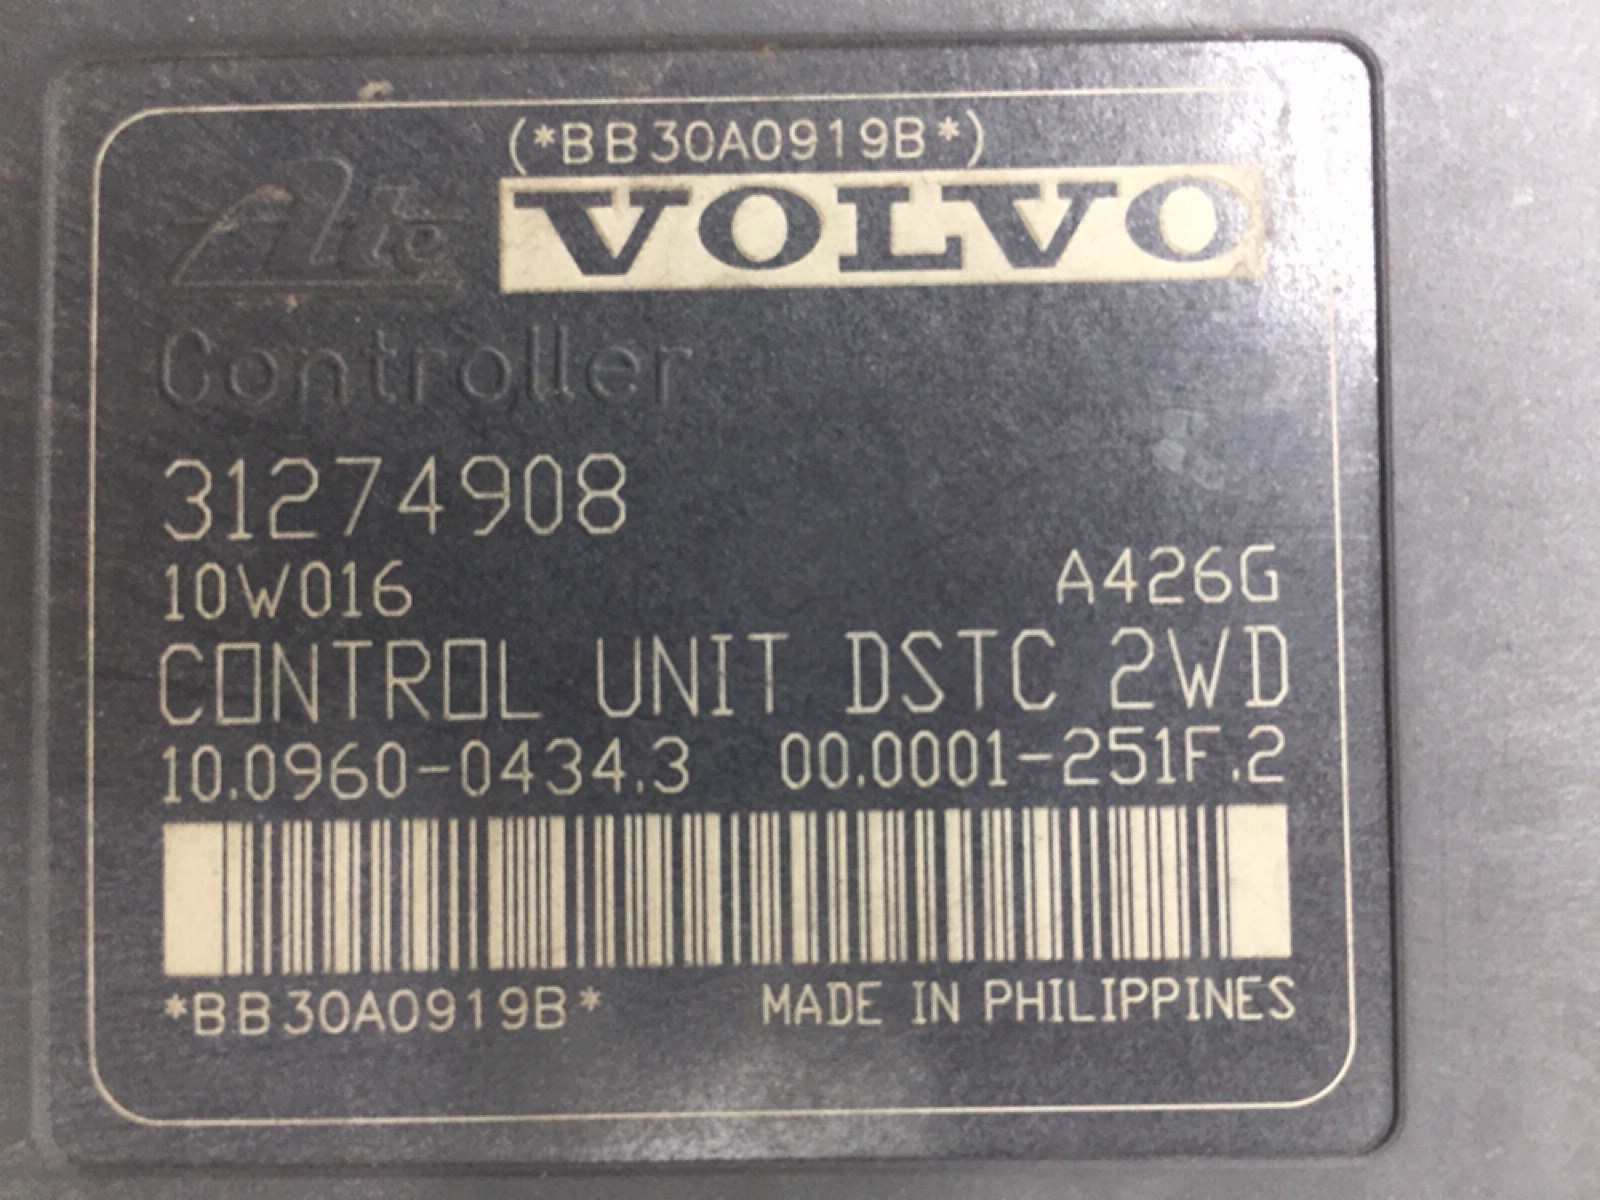 (*BB30A0919B*)
Ate VOLVO
Controller
31274908
10W016 A426G
CONTROL UNIT DSTC 2WD
10.0960-0434.3 00.0001-251F.2
*BB30A0919B* MADE IN PHILIPPINES